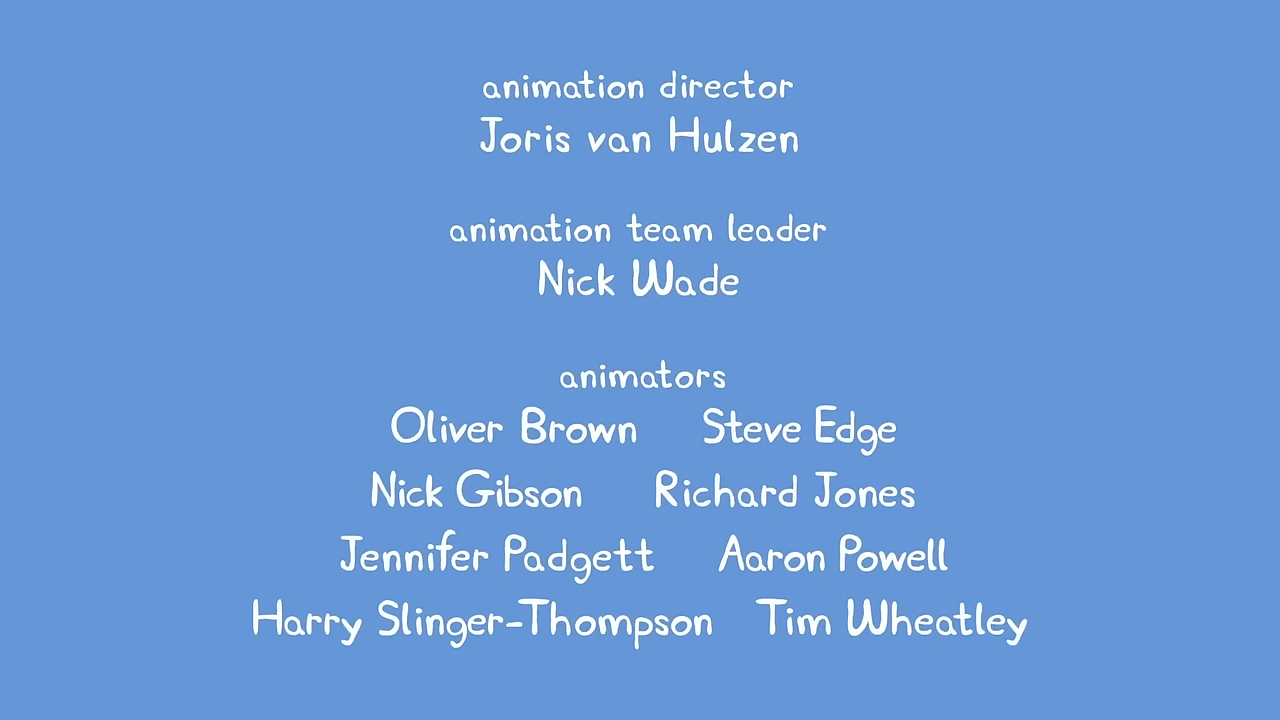 animation director
Joris van Hulzen
animation team leader
Nick Wade
animators
Oliver Brown Steve Edge
Nick Gibson Richard Jones
Jennifer Padgett Aaron Powell
Harry Slinger-Thompson Tim Wheatley